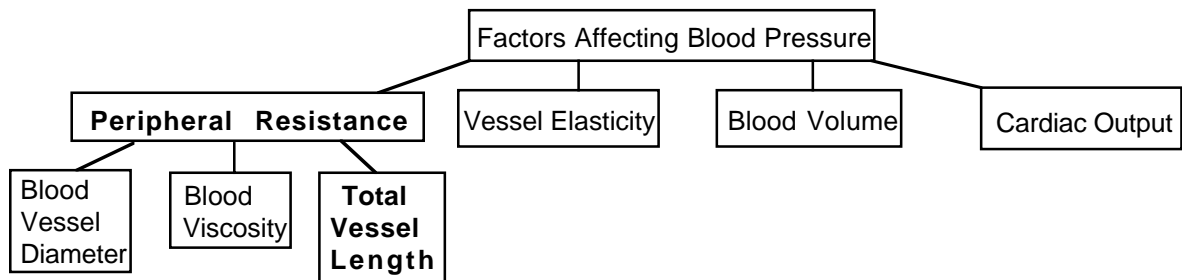 Factors Affecting Blood Pressure
Peripheral Resistance
Vessel Elasticity
Blood Volume
Cardiac Output
Blood
Vessel
Diameter
Blood
Viscosity
Total
Vessel
Length